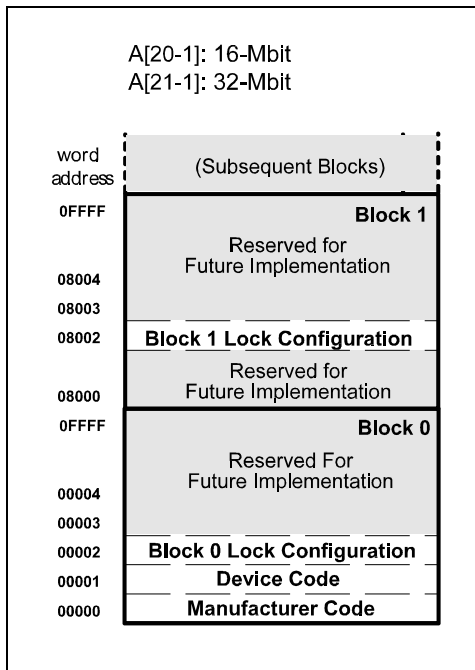 A[20-1]: 16-Mbit
A[21-1]: 32-Mbit
word
address
(Subsequent Blocks)
0FFFF
Block 1
Reserved for
Future Implementation
08004
08003
08002
Block 1 Lock Configuration
Reserved for
Future Implementation
08000
0FFFF
Block 0
Reserved For
Future Implementation
00004
00003
00002
Block 0 Lock Configuration
00001
Device Code
00000
Manufacturer Code